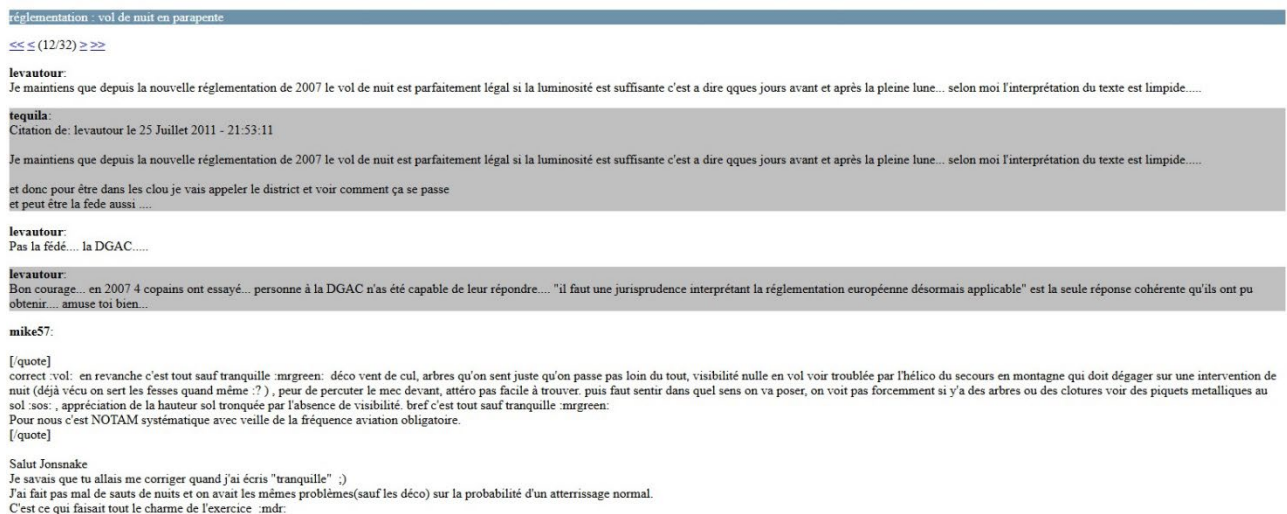 réglementation : vol de nuit en parapente
<< < (12/32) > >>
levautour:
Je maintiens que depuis la nouvelle réglementation de 2007 le vol de nuit est parfaitement légal si la luminosité est suffisante c'est a dire qques jours avant et après la pleine lune... selon moi l'interprétation du texte est limpide.....
tequila:
Citation de: levautour le 25 Juillet 2011 - 21:53:11
Je maintiens que depuis la nouvelle réglementation de 2007 le vol de nuit est parfaitement légal si la luminosité est suffisante c'est a dire qques jours avant et après la pleine lune... selon moi l'interprétation du texte est limpide.....
et donc pour être dans les clou je vais appeler le district et voir comment ça se passe
et peut être la fede aussi ....
levautour:
Pas la fédé.... la DGAC.....
levautour:
Bon courage... en 2007 4 copains ont essayé... personne à la DGAC n'as été capable de leur répondre.... "il faut une jurisprudence interprétant la réglementation européenne désormais applicable" est la seule réponse cohérente qu'ils ont pu
obtenir.... amuse toi bien...
mike57:
[/quote]
correct :vol: en revanche c'est tout sauf tranquille :mrgreen: déco vent de cul, arbres qu'on sent juste qu'on passe pas loin du tout, visibilité nulle en vol voir troublée par l'hélico du secours en montagne qui doit dégager sur une intervention de
nuit (déjà vécu on sert les fesses quand même :? ) , peur de percuter le mec devant, attéro pas facile à trouver. puis faut sentir dans quel sens on va poser, on voit pas forcemment si y'a des arbres ou des clotures voir des piquets metalliques au
sol :sos: , appréciation de la hauteur sol tronquée par l'absence de visibilité. bref c'est tout sauf tranquille :mrgreen:
Pour nous c'est NOTAM systématique avec veille de la fréquence aviation obligatoire.
[/quote]
Salut Jonsnake
Je savais que tu allais me corriger quand j'ai écris "tranquille" ;)
J'ai fait pas mal de sauts de nuits et on avait les mêmes problèmes(sauf les déco) sur la probabilité d'un atterrissage normal.
C'est ce qui faisait tout le charme de l'exercice :mdr: